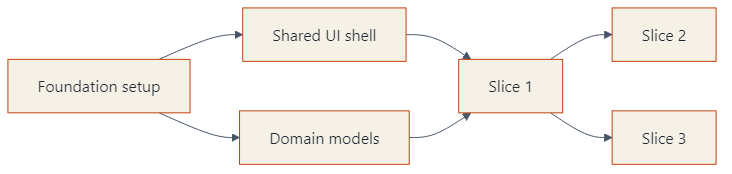 Foundation setup
Shared UI shell
Domain models
Slice 1
Slice 2
Slice 3